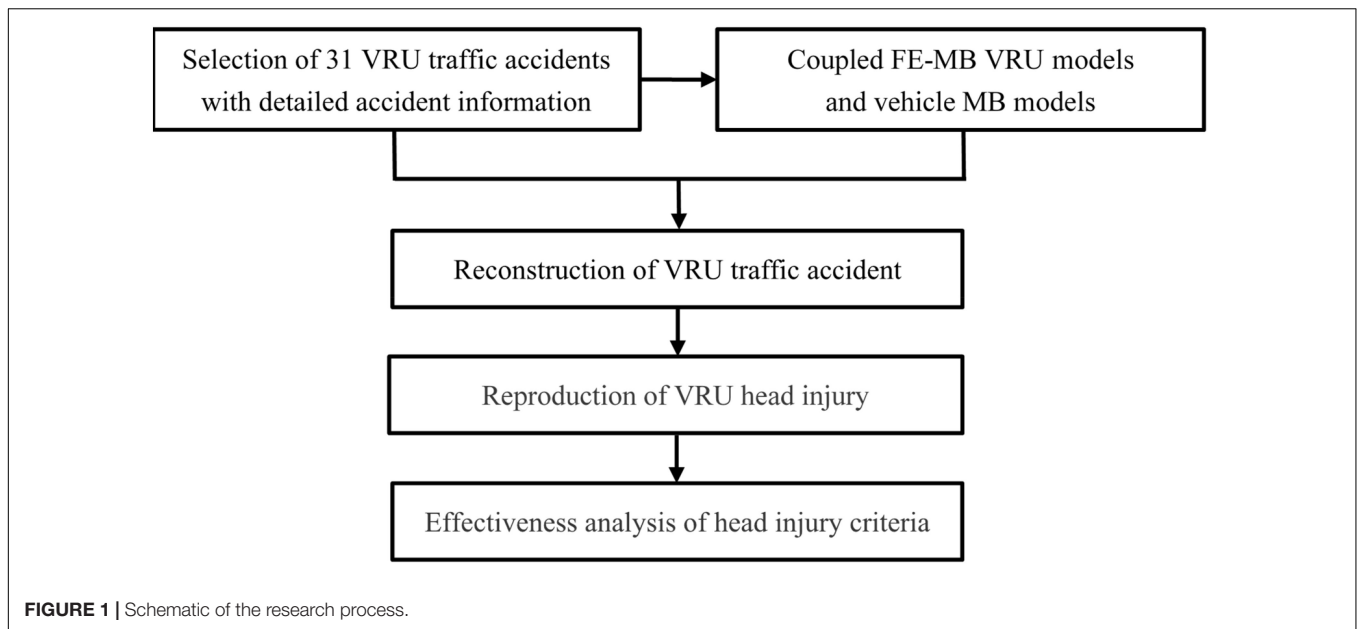 Selection of 31 VRU traffic accidents
with detailed accident information
Coupled FE-MB VRU models
and vehicle MB models
Reconstruction of VRU traffic accident
Reproduction of VRU head injury
Effectiveness analysis of head injury criteria
FIGURE 1 | Schematic of the research process.